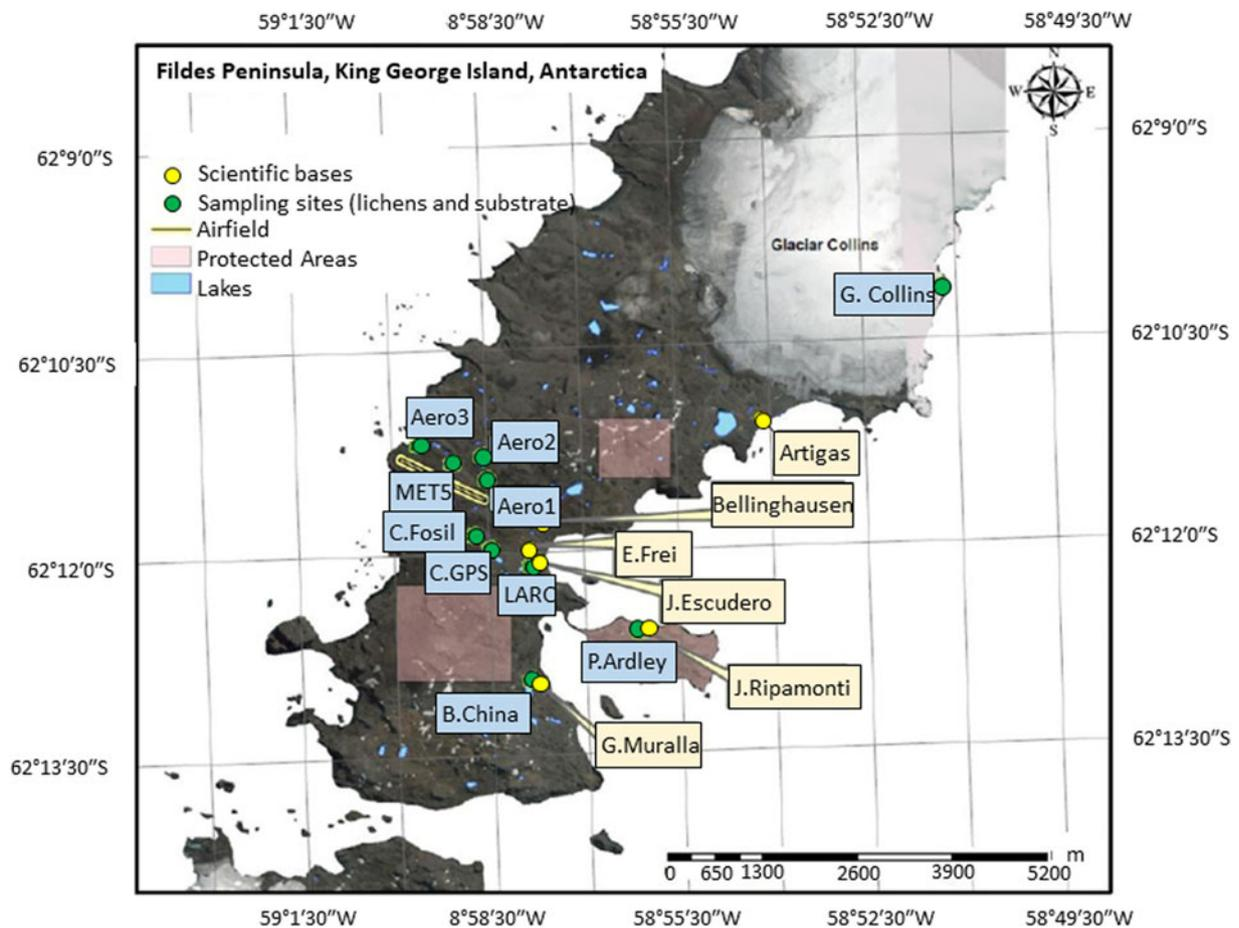 59°1'30"W 8°58'30"W 58°55'30"W 58°52'30"W 58°49'30"W
Fildes Peninsula, King George Island, Antarctica
N
W E
S
62°9'0"S
62°9'0"S
Scientific bases
Sampling sites (lichens and substrate)
Airfield
Protected Areas
Lakes
Glaciar Collins
G. Collins
62°10'30"S
62°10'30"S
Aero3
Aero2
Artigas
MET5
Aero1
Bellinghausen
C.Fosil
62°12'0"S
E.Frei
62°12'0"S
C.GPS
LARC
J.Escudero
P.Ardley
J.Ripamonti
B.China
G.Muralla
62°13'30"S
62°13'30"S
m
0 650 1300 2600 3900 5200
59°1'30"W 8°58'30"W 58°55'30"W 58°52'30"W 58°49'30"W